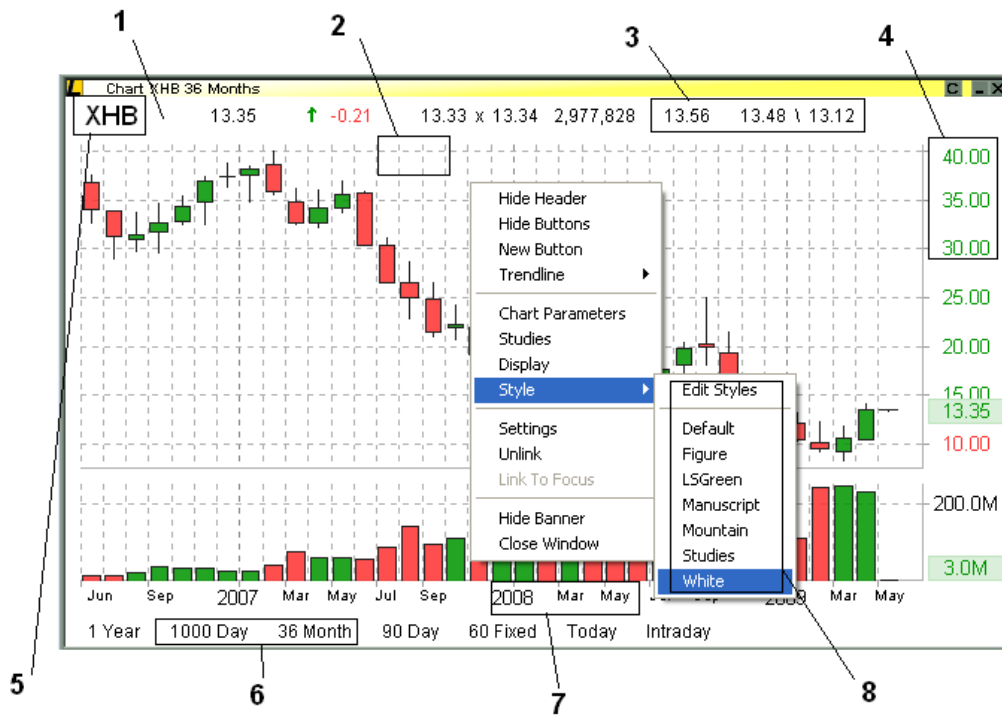 1 2 3 4
L Chart XHB 36 Months C
XHB 13.35 -0.21 13.33 x 13.34 2,977,828 13.56 13.48 \ 13.12
40.00
35.00
30.00
25.00
20.00
15.00
13.35
10.00
200.0M
3.0M
Hide Header
Hide Buttons
New Button
Trendline
Chart Parameters
Studies
Display
Style
Settings
Unlink
Link To Focus
Hide Banner
Close Window
Edit Styles
Default
Figure
LSGreen
Manuscript
Mountain
Studies
White
Jun Sep 2007 Mar May Jul Sep 2008 Mar May Mar May
1 Year 1000 Day 36 Month 90 Day 60 Fixed Today Intraday
5 6 7 8